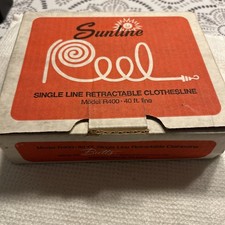 Sunline
Reel
SINGLE LINE RETRACTABLE CLOTHESLINE
Model R400 - 40 ft. line